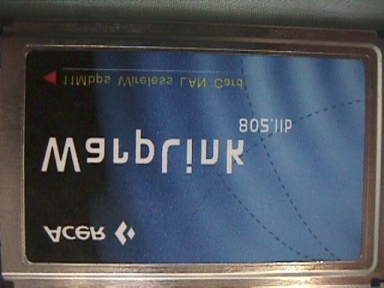 Acer
WarpLink
802.11b
11Mbps Wireless LAN Card